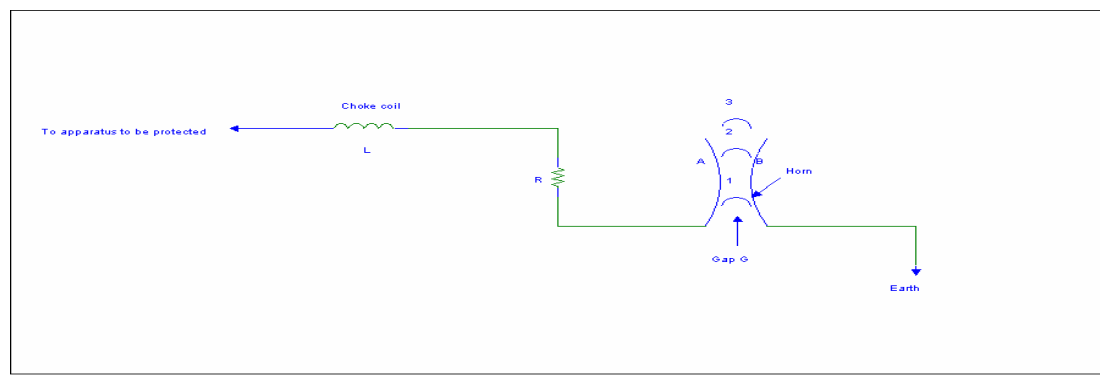 3
Choke coil
To apparatus to be protected
2
L
A
B
Horn
R
1
Gap G
Earth